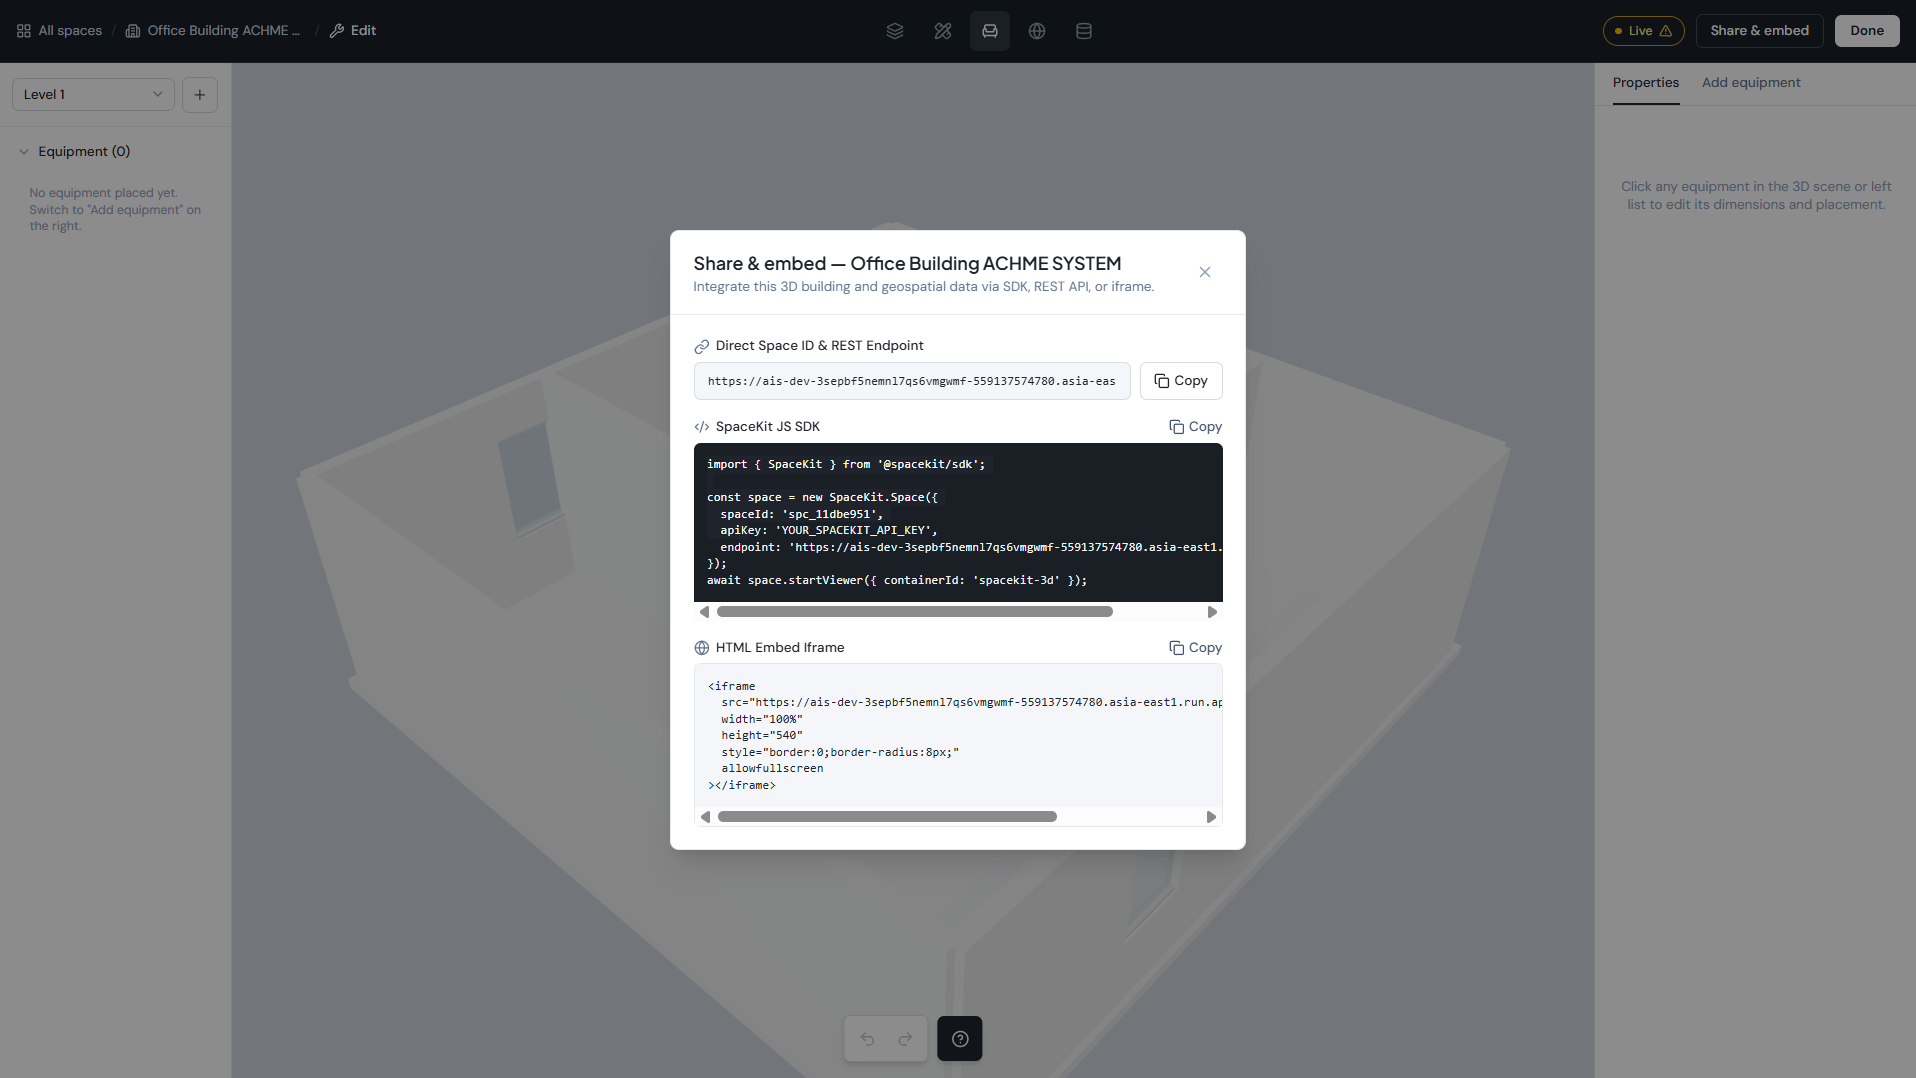 All spaces / Office Building ACHME ... / Edit
Live
Share & embed
Done
Level 1
Equipment (0)
No equipment placed yet.
Switch to "Add equipment" on
the right.
Properties
Add equipment
Click any equipment in the 3D scene or left
list to edit its dimensions and placement.
Share & embed — Office Building ACHME SYSTEM
Integrate this 3D building and geospatial data via SDK, REST API, or iframe.
Direct Space ID & REST Endpoint
https://ais-dev-3sepbf5nemnl7qs6vmgwmf-559137574780.asia-eas
Copy
SpaceKit JS SDK
Copy
import { SpaceKit } from '@spacekit/sdk';
const space = new SpaceKit.Space({
spaceId: 'spc_11dbe951',
apiKey: 'YOUR_SPACEKIT_API_KEY',
endpoint: 'https://ais-dev-3sepbf5nemnl7qs6vmgwmf-559137574780.asia-east1.
});
await space.startViewer({ containerId: 'spacekit-3d' });
HTML Embed Iframe
Copy
<iframe
src="https://ais-dev-3sepbf5nemnl7qs6vmgwmf-559137574780.asia-east1.run.ap
width="100%"
height="540"
style="border:0;border-radius:8px;"
allowfullscreen
></iframe>